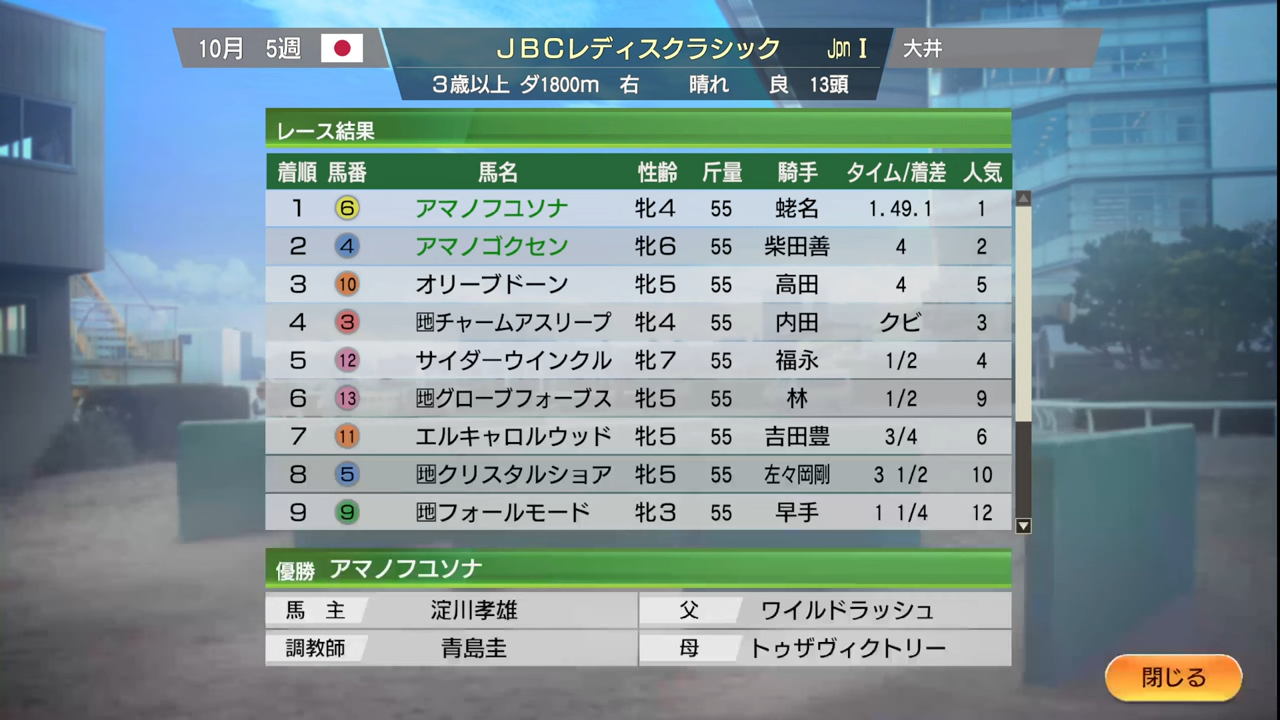 10月 5週 JBCレディスクラシック JpnⅠ 大井
3歳以上 ダ1800m 右 晴れ 良 13頭
レース結果
着順 馬番 馬名 性齢 斤量 騎手 タイム/着差 人気
1 6 アマノフユソナ 牝4 55 蛯名 1.49.1 1
2 4 アマノゴクセン 牝6 55 柴田善 4 2
3 10 オリーブドーン 牝5 55 高田 4 5
4 3 地チャームアスリープ 牝4 55 内田 クビ 3
5 12 サイダーウインクル 牝7 55 福永 1/2 4
6 13 地グローブフォーブス 牝5 55 林 1/2 9
7 11 エルキャロルウッド 牝5 55 吉田豊 3/4 6
8 5 地クリスタルショア 牝5 55 左々岡剛 3 1/2 10
9 9 地フォールモード 牝3 55 早手 1 1/4 12
優勝 アマノフユソナ
馬主 淀川孝雄 父 ワイルドラッシュ
調教師 青島圭 母 トゥザヴィクトリー
閉じる